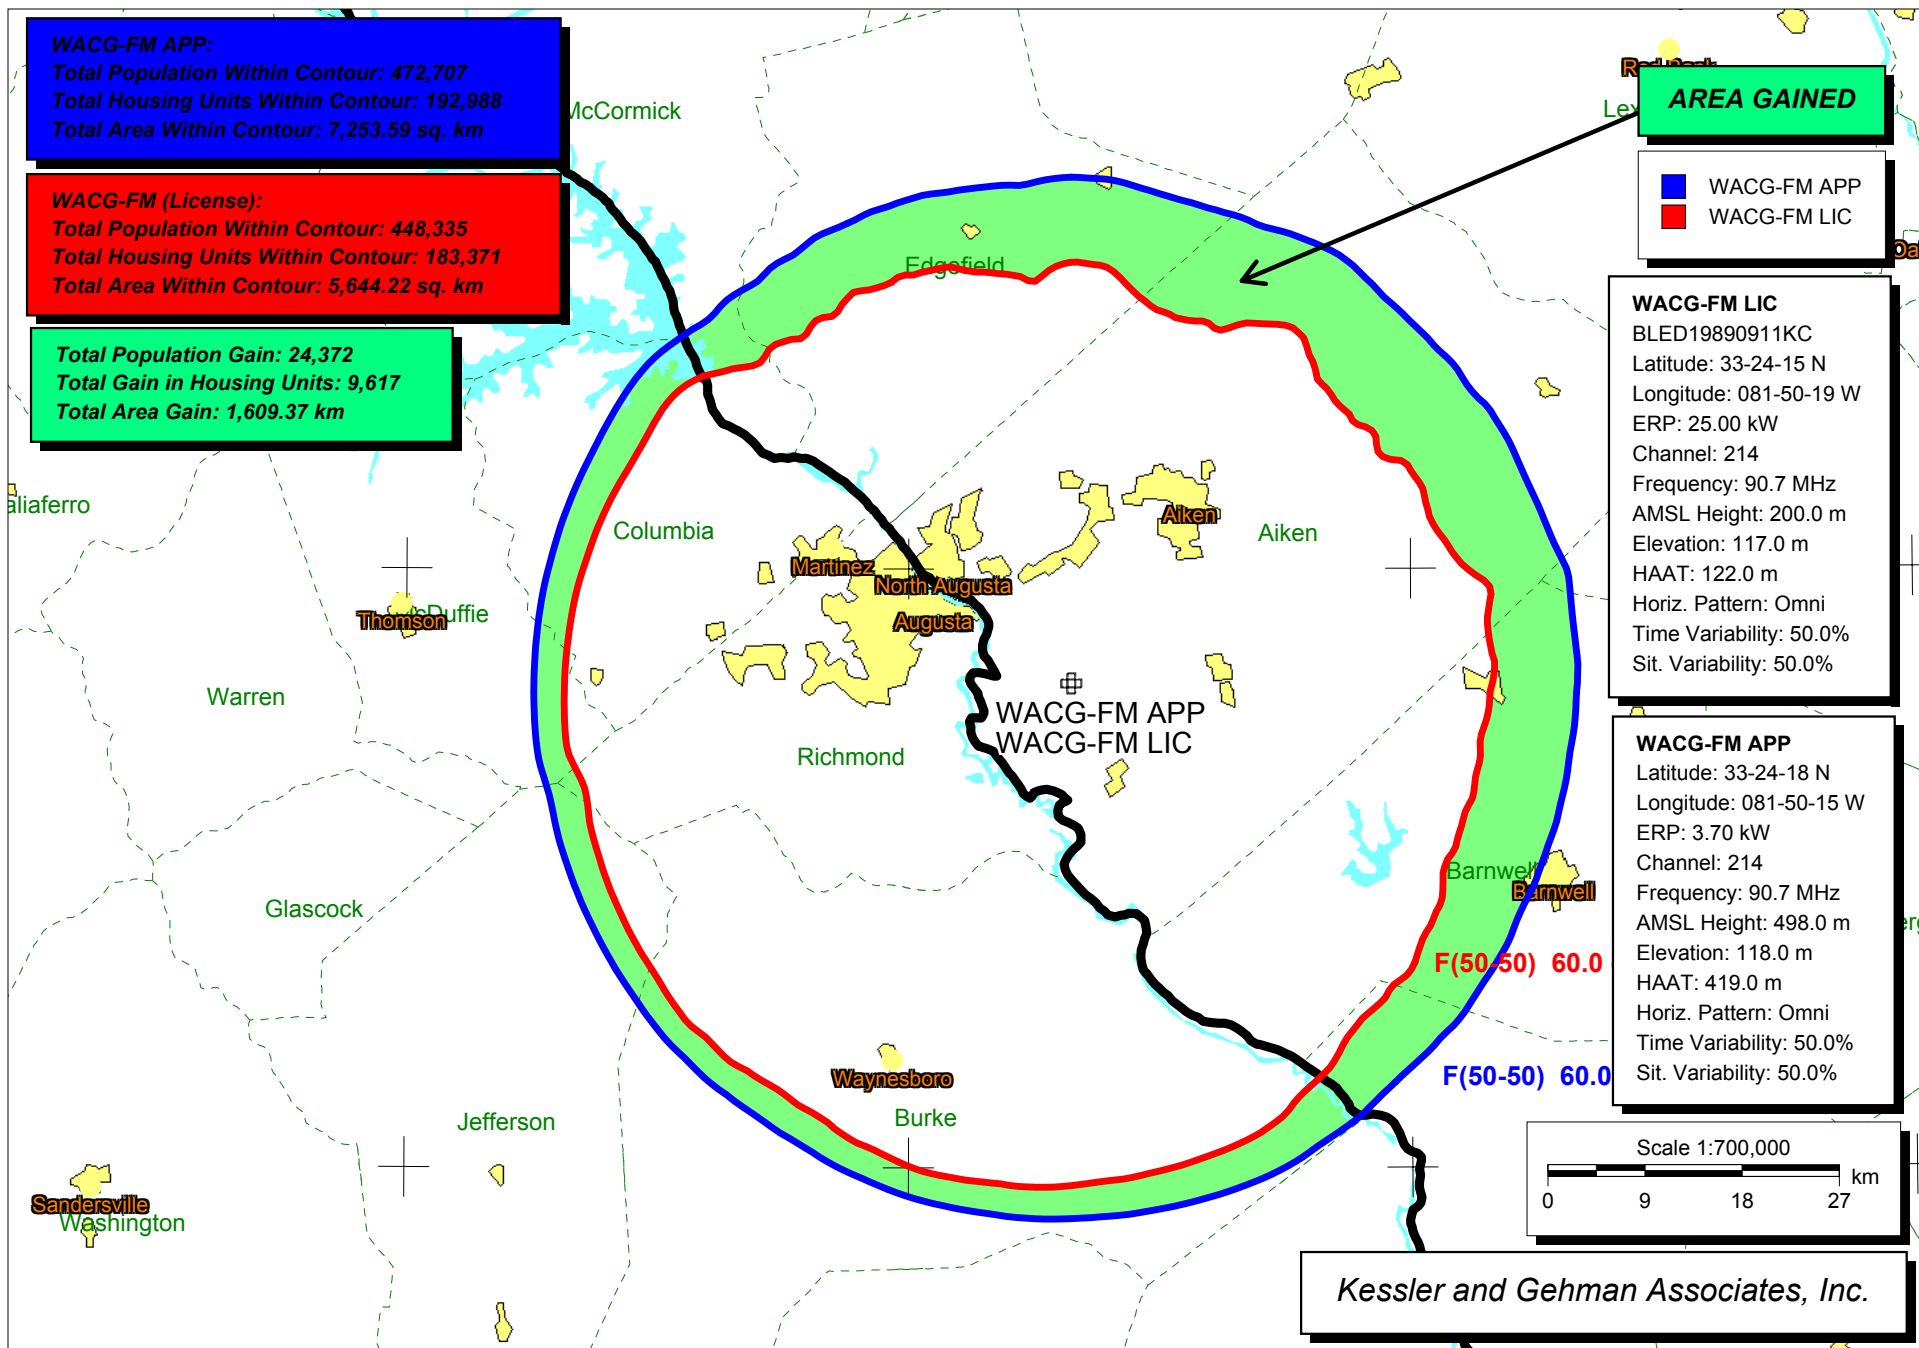 WACG-FM APP:
Total Population Within Contour: 472,707
Total Housing Units Within Contour: 192,988
Total Area Within Contour: 7,253.59 sq. km
WACG-FM (License):
Total Population Within Contour: 448,335
Total Housing Units Within Contour: 183,371
Total Area Within Contour: 5,644.22 sq. km
Total Population Gain: 24,372
Total Gain in Housing Units: 9,617
Total Area Gain: 1,609.37 km
AREA GAINED
WACG-FM APP
WACG-FM LIC
WACG-FM LIC
BLED19890911KC
Latitude: 33-24-15 N
Longitude: 081-50-19 W
ERP: 25.00 kW
Channel: 214
Frequency: 90.7 MHz
AMSL Height: 200.0 m
Elevation: 117.0 m
HAAT: 122.0 m
Horiz. Pattern: Omni
Time Variability: 50.0%
Sit. Variability: 50.0%
WACG-FM APP
Latitude: 33-24-18 N
Longitude: 081-50-15 W
ERP: 3.70 kW
Channel: 214
Frequency: 90.7 MHz
AMSL Height: 498.0 m
Elevation: 118.0 m
HAAT: 419.0 m
Horiz. Pattern: Omni
Time Variability: 50.0%
Sit. Variability: 50.0%
McCormick
Edgefield
aliaferro
Columbia
Aiken
Aiken
Martinez
North Augusta
Augusta
Thomson
McDuffie
Warren
Richmond
WACG-FM APP
WACG-FM LIC
Glascock
Barnwell
Barnwell
F(50-50) 60.0
F(50-50) 60.0
Waynesboro
Burke
Jefferson
Sandersville
Washington
Scale 1:700,000
km
0 9 18 27
Kessler and Gehman Associates, Inc.